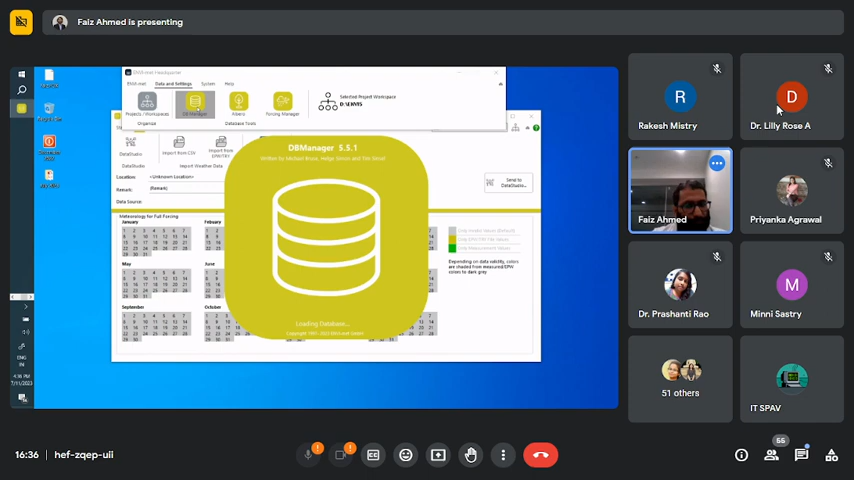 Faiz Ahmed is presenting
ENVI-met Headquarter
ENVI-met Data and Settings System Help
Projects/Workspaces DB Manager Albero Forcing Manager
Selected Project Workspace
D:\SERVIS
Organize Database Tools
DBManager 5.5.1
Written by Michael Bruse, Helge Simon and Tim Sinsel
Import from CSV Import from EPW/TRY
DataStudio Import Weather Data
Location: <Unknown Location>
Remark: (Remark)
Data Source:
Send to DataStudio...
Meteorology for Full Forcing
January February
May June
September October
Depending on data validity, colors
are shaded from measured/EPW
colors to dark grey
Loading Database...
ENG
IN
4:36 PM
7/11/2023
R
Rakesh Mistry
D
Dr. Lilly Rose A
Faiz Ahmed
Priyanka Agrawal
Dr. Prashanti Rao
M
Minni Sastry
51 others
IT SPAV
16:36 hef-zqep-uii
55